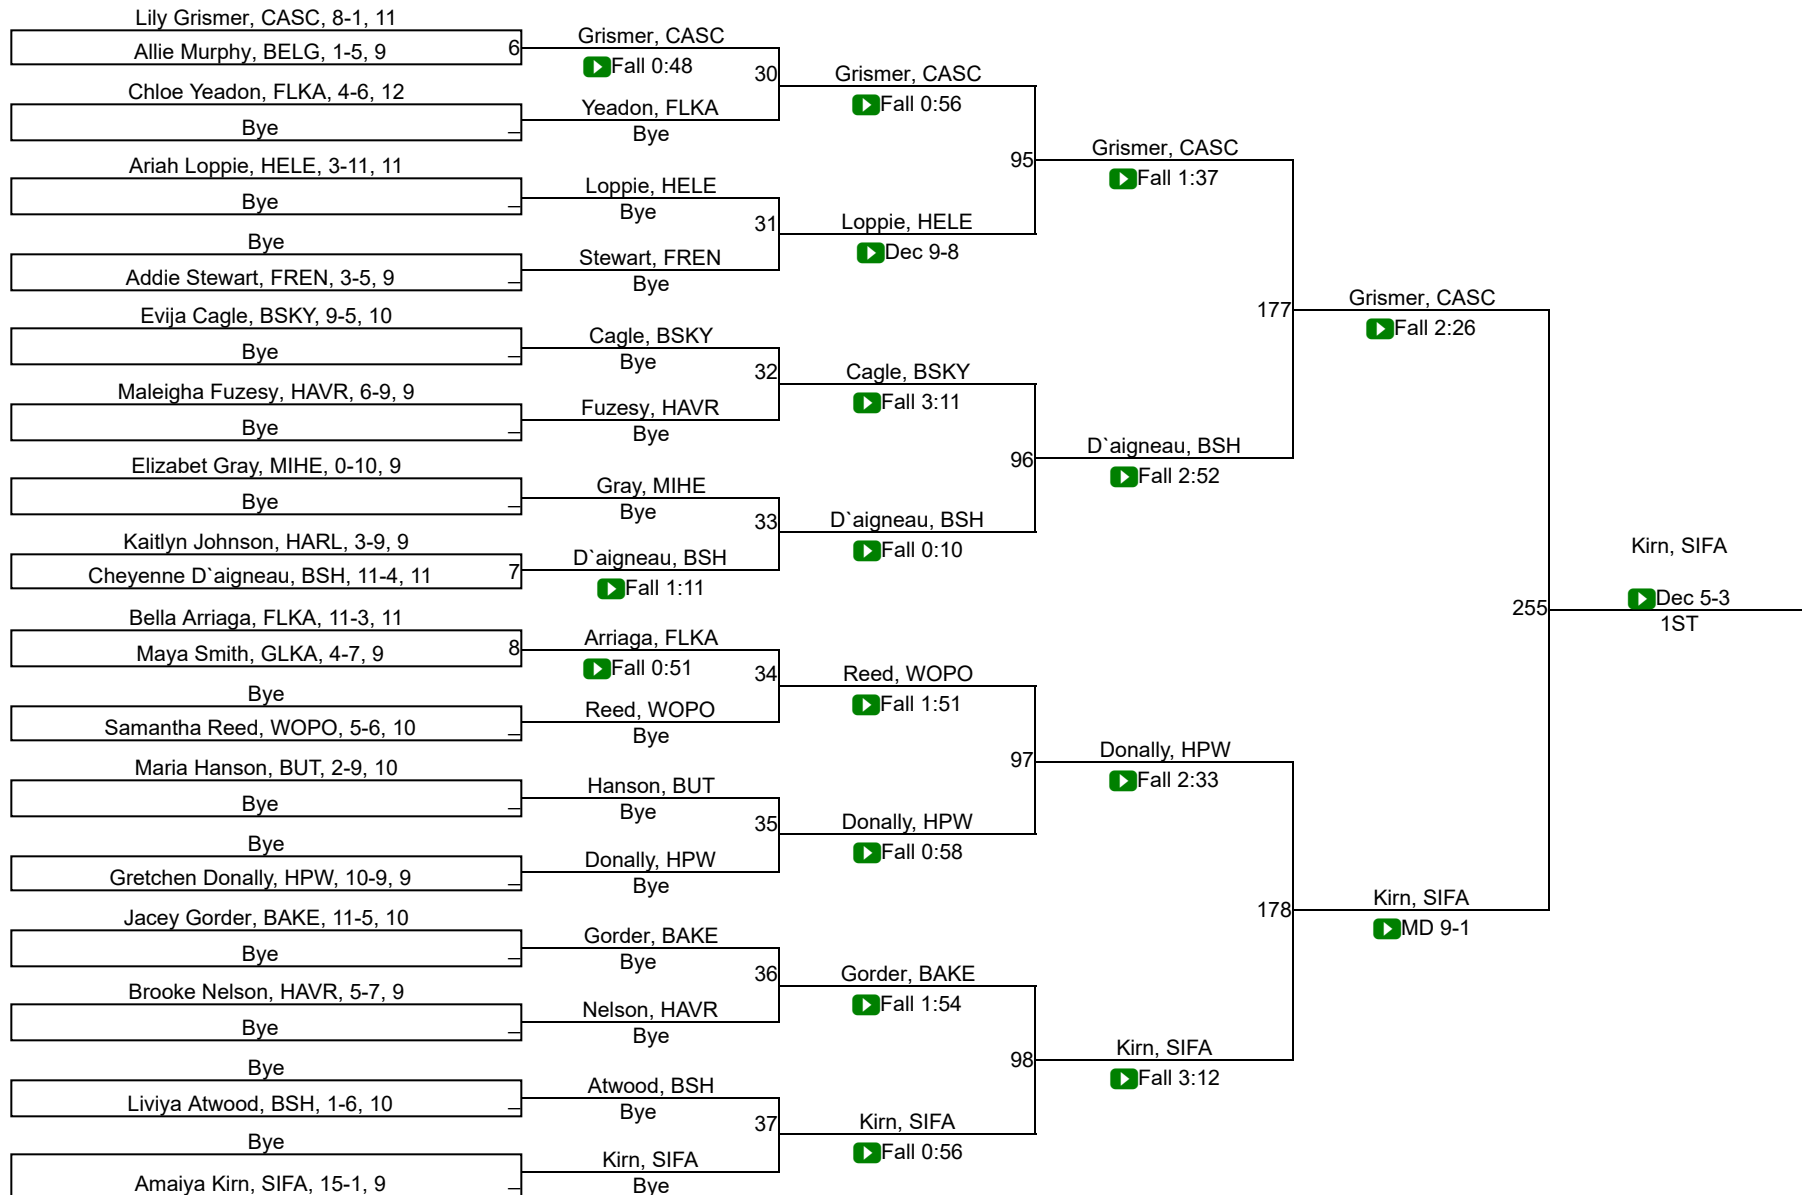 Lily Grismer, CASC, 8-1, 11
Allie Murphy, BELG, 1-5, 9
6
Chloe Yeadon, FLKA, 4-6, 12
Bye
Ariah Loppie, HELE, 3-11, 11
Bye
Bye
Addie Stewart, FREN, 3-5, 9
Evija Cagle, BSKY, 9-5, 10
Bye
Maleigha Fuzesy, HAVR, 6-9, 9
Bye
Elizabet Gray, MIHE, 0-10, 9
Bye
Kaitlyn Johnson, HARL, 3-9, 9
Cheyenne D`aigneau, BSH, 11-4, 11
7
Bella Arriaga, FLKA, 11-3, 11
Maya Smith, GLKA, 4-7, 9
8
Bye
Samantha Reed, WOPO, 5-6, 10
Maria Hanson, BUT, 2-9, 10
Bye
Bye
Gretchen Donally, HPW, 10-9, 9
Jacey Gorder, BAKE, 11-5, 10
Bye
Brooke Nelson, HAVR, 5-7, 9
Bye
Bye
Liviya Atwood, BSH, 1-6, 10
Bye
Amaiya Kirn, SIFA, 15-1, 9
Grismer, CASC
Fall 0:48
30
Yeadon, FLKA
Bye
Loppie, HELE
Bye
31
Stewart, FREN
Bye
Cagle, BSKY
Bye
32
Fuzesy, HAVR
Bye
Gray, MIHE
Bye
33
D`aigneau, BSH
Fall 1:11
Arriaga, FLKA
Fall 0:51
34
Reed, WOPO
Bye
Hanson, BUT
Bye
35
Donally, HPW
Bye
Gorder, BAKE
Bye
36
Nelson, HAVR
Bye
Atwood, BSH
Bye
37
Kirn, SIFA
Bye
Grismer, CASC
Fall 0:56
95
Loppie, HELE
Dec 9-8
Cagle, BSKY
Fall 3:11
96
D`aigneau, BSH
Fall 0:10
Reed, WOPO
Fall 1:51
97
Donally, HPW
Fall 0:58
Gorder, BAKE
Fall 1:54
98
Kirn, SIFA
Fall 0:56
Grismer, CASC
Fall 1:37
177
D`aigneau, BSH
Fall 2:52
Donally, HPW
Fall 2:33
178
Kirn, SIFA
Fall 3:12
Grismer, CASC
Fall 2:26
255
Kirn, SIFA
MD 9-1
Kirn, SIFA
Dec 5-3
1ST